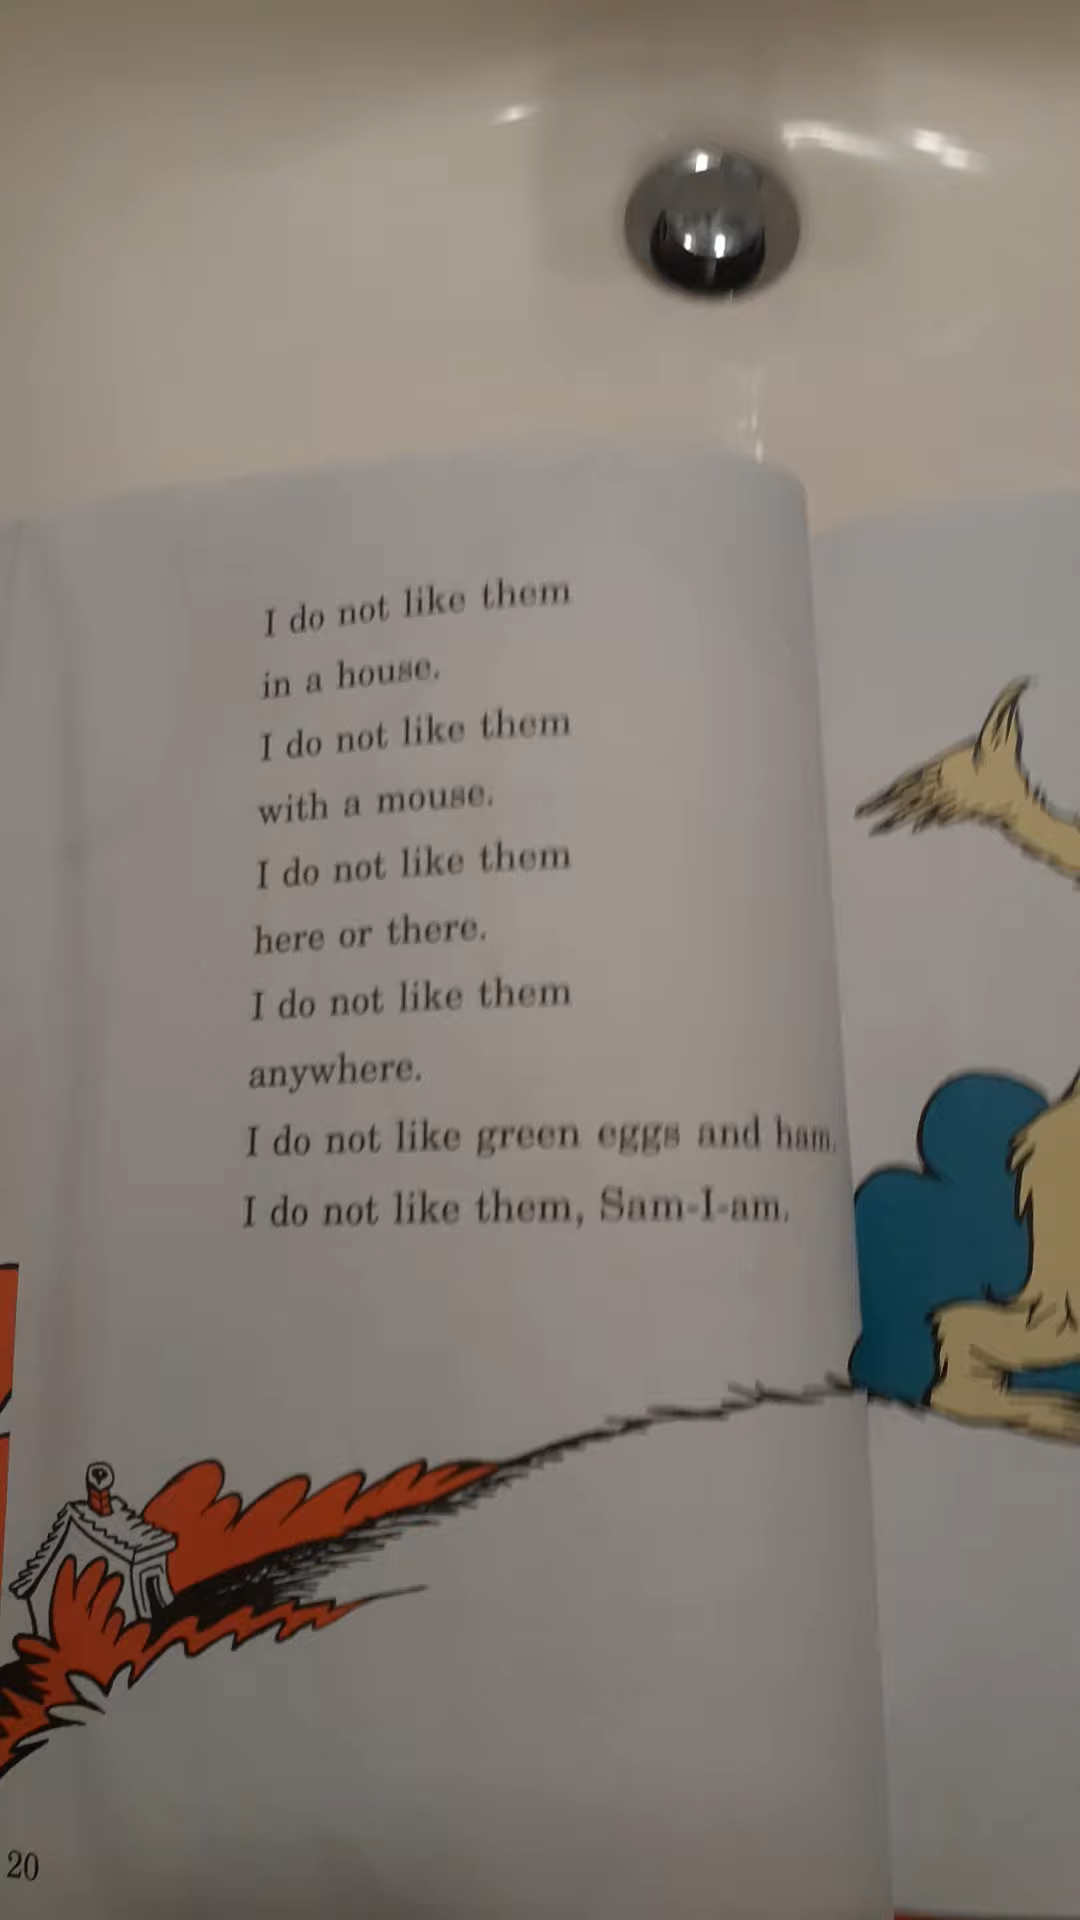 I do not like them
in a house.
I do not like them
with a mouse.
I do not like them
here or there.
I do not like them
anywhere.
I do not like green eggs and ham.
I do not like them, Sam-I-am.
20